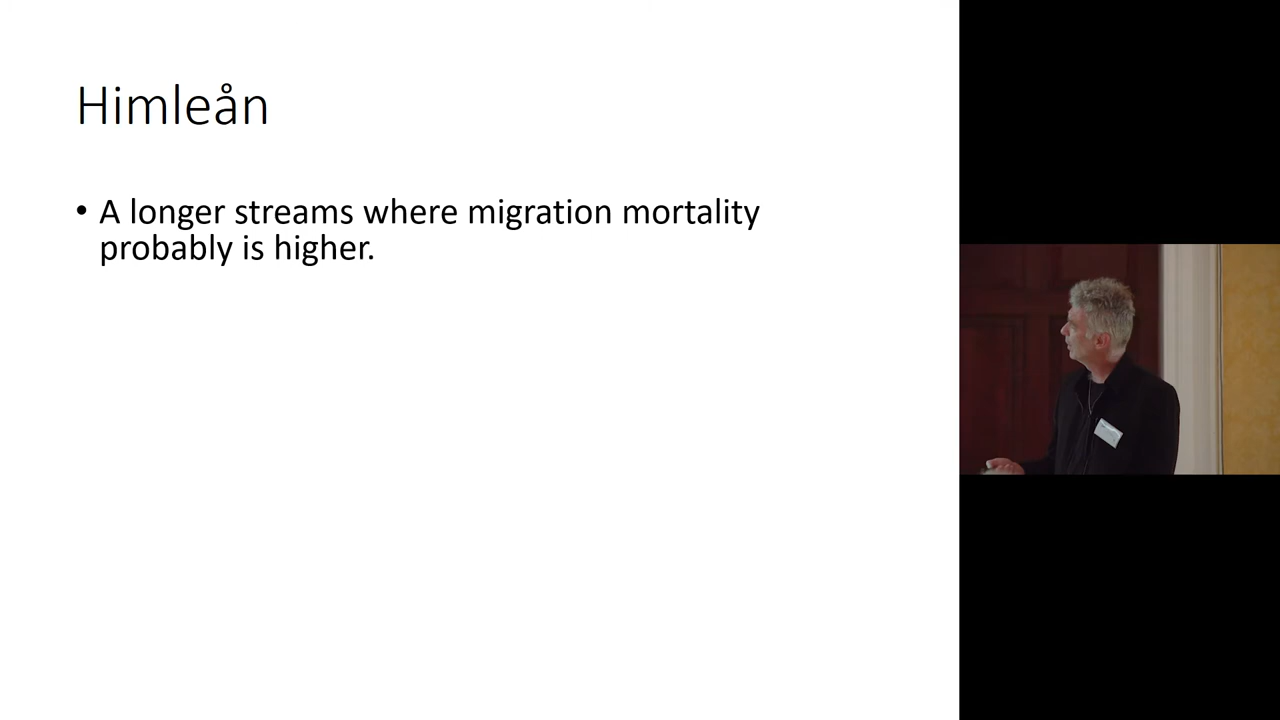 Himleån
• A longer streams where migration mortality
probably is higher.